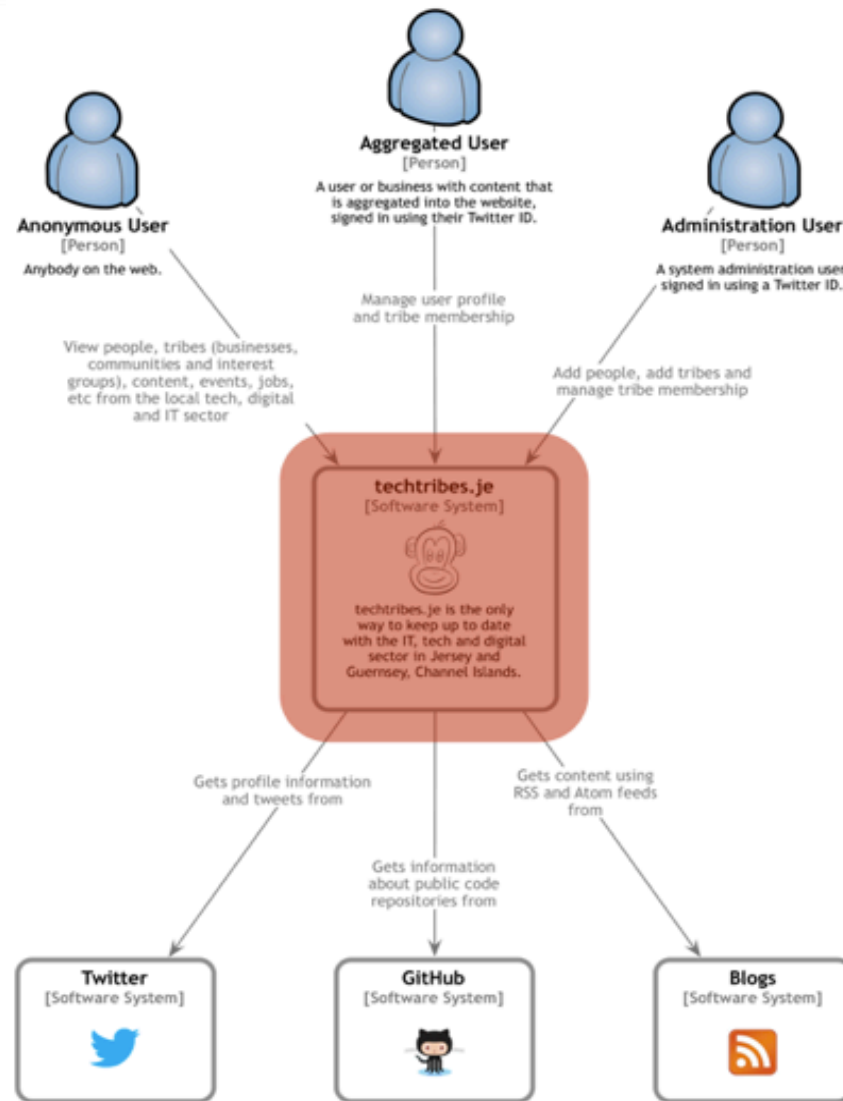 Aggregated User
[Person]
A user or business with content that
is aggregated into the website,
signed in using their Twitter ID.
Anonymous User
[Person]
Anybody on the web.
Administration User
[Person]
A system administration user
signed in using a Twitter ID.
View people, tribes (businesses,
communities and interest
groups), content, events, jobs,
etc from the local tech, digital
and IT sector
Manage user profile
and tribe membership
Add people, add tribes and
manage tribe membership
techtribes.je
[Software System]
techtribes.je is the only
way to keep up to date
with the IT, tech and digital
sector in Jersey and
Guernsey, Channel Islands.
Gets profile information
and tweets from
Gets information
about public code
repositories from
Gets content using
RSS and Atom feeds
from
Twitter
[Software System]
GitHub
[Software System]
Blogs
[Software System]